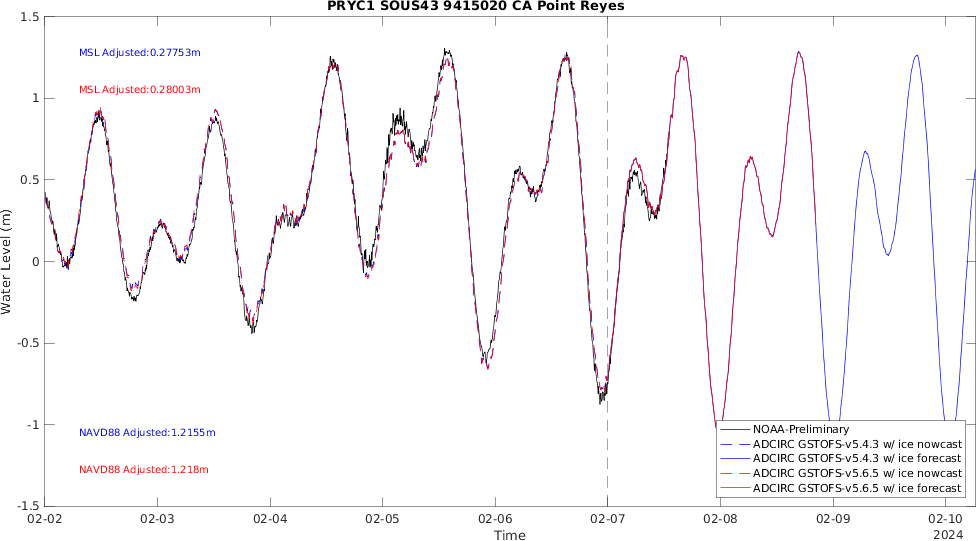 PRYC1 SOUS43 9415020 CA Point Reyes
1.5
1
0.5
0
-0.5
-1
-1.5
Water Level (m)
MSL Adjusted:0.27753m
MSL Adjusted:0.28003m
NAVD88 Adjusted:1.2155m
NAVD88 Adjusted:1.218m
NOAA-Preliminary
ADCIRC GSTOFS-v5.4.3 w/ ice nowcast
ADCIRC GSTOFS-v5.4.3 w/ ice forecast
ADCIRC GSTOFS-v5.6.5 w/ ice nowcast
ADCIRC GSTOFS-v5.6.5 w/ ice forecast
02-02 02-03 02-04 02-05 02-06 02-07 02-08 02-09 02-10
Time
2024